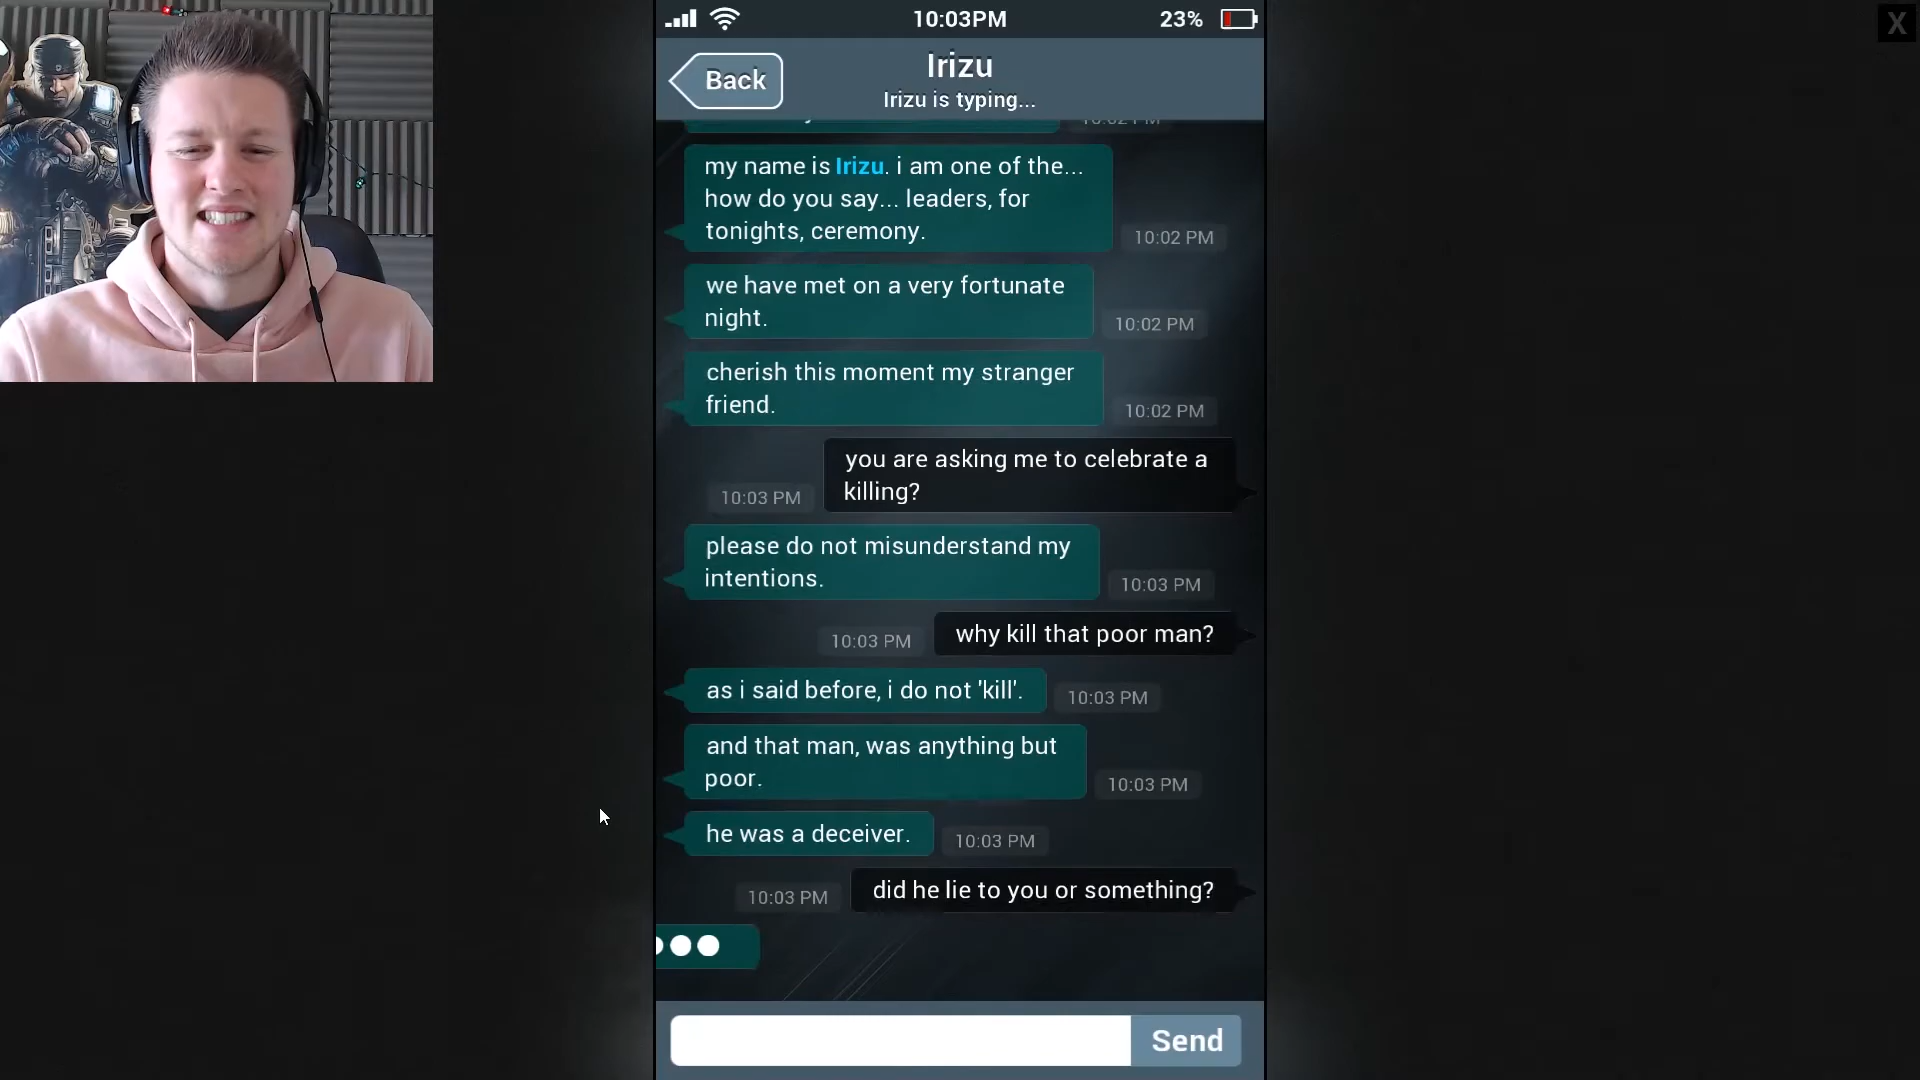 10:03PM
23%
X
Back
Irizu
Irizu is typing...
my name is Irizu. i am one of the...
how do you say... leaders, for
tonights, ceremony.
10:02 PM
we have met on a very fortunate
night.
10:02 PM
cherish this moment my stranger
friend.
10:02 PM
you are asking me to celebrate a
killing?
10:03 PM
please do not misunderstand my
intentions.
10:03 PM
why kill that poor man?
10:03 PM
as i said before, i do not 'kill'.
10:03 PM
and that man, was anything but
poor.
10:03 PM
he was a deceiver.
10:03 PM
did he lie to you or something?
10:03 PM
Send